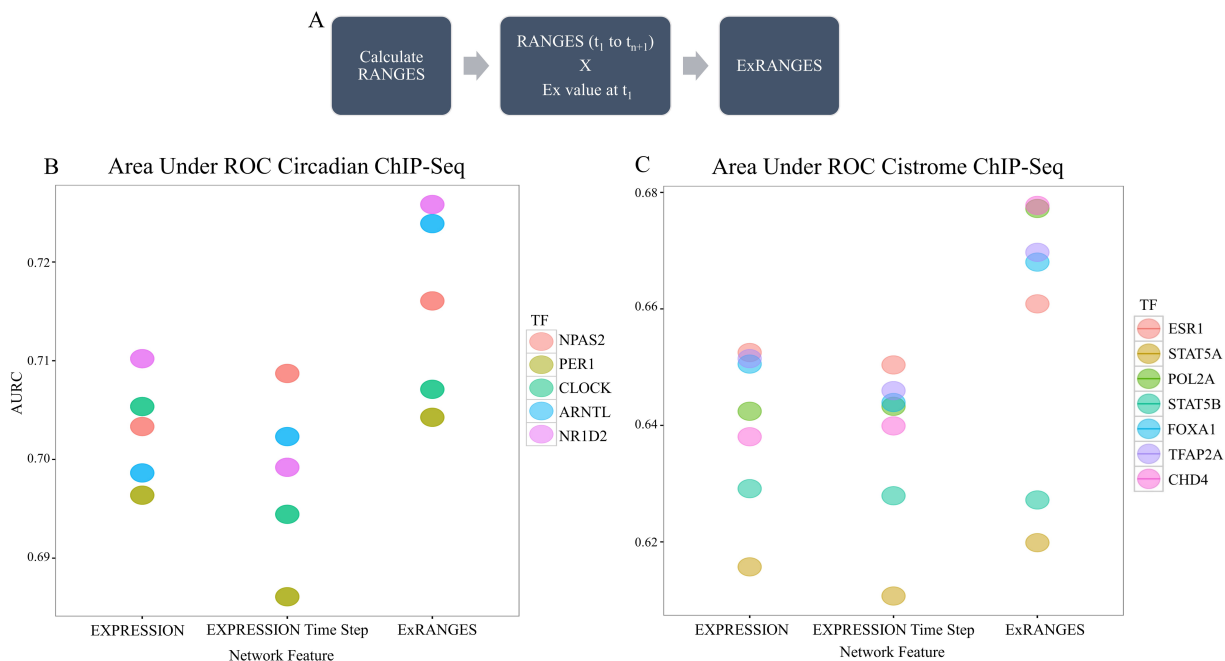 A
Calculate
RANGES
RANGES (t1 to tn+1)
X
Ex value at t1
ExRANGES
B
Area Under ROC Circadian ChIP-Seq
AURC
0.72
0.71
0.70
0.69
EXPRESSION
EXPRESSION Time Step
ExRANGES
Network Feature
TF
NPAS2
PER1
CLOCK
ARNTL
NR1D2
C
Area Under ROC Cistrome ChIP-Seq
0.68
0.66
0.64
0.62
EXPRESSION
EXPRESSION Time Step
ExRANGES
Network Feature
TF
ESR1
STAT5A
POL2A
STAT5B
FOXA1
TFAP2A
CHD4